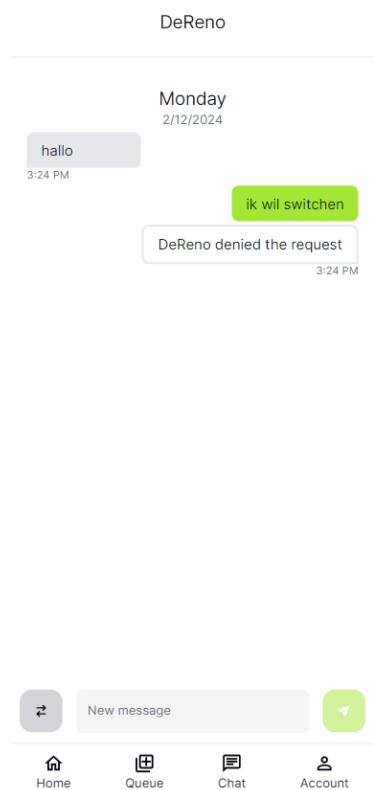 DeReno
Monday
2/12/2024
hallo
3:24 PM
ik wil switchen
DeReno denied the request
3:24 PM
New message
Home
Queue
Chat
Account